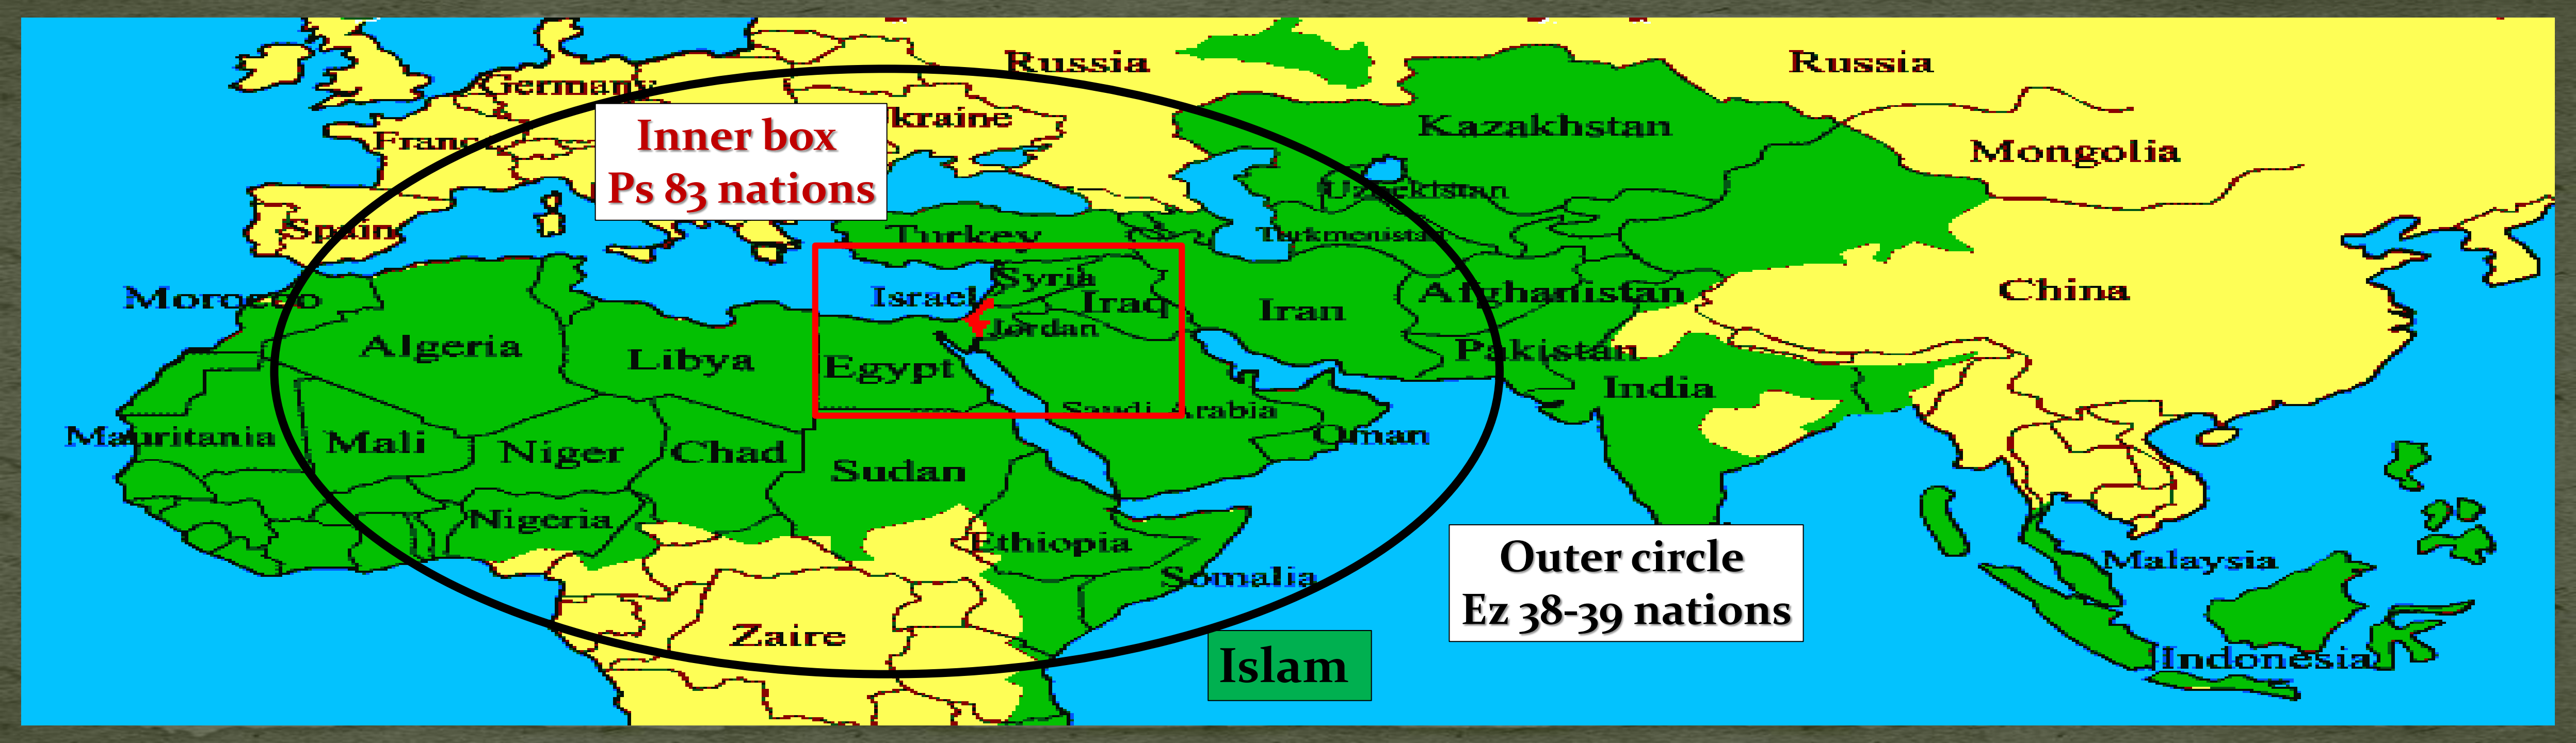 Russia
Russia
Germany
Kazakhstan
Inner box
Ps 83 nations
kraine
Franc
Mongolia
Uzbekistan
Spain
Turkey
Turkmenistan
Syria
Israel
Iraq
Morocco
Iran
Afghanistan
China
Jordan
Algeria
Libya
Egypt
Pakistan
India
Saudi Arabia
Mauritania
Mali
Niger
Chad
Oman
Sudan
Nigeria
Ethiopia
Outer circle
Ez 38-39 nations
Malaysia
Somalia
Zaire
Islam
Indonesia